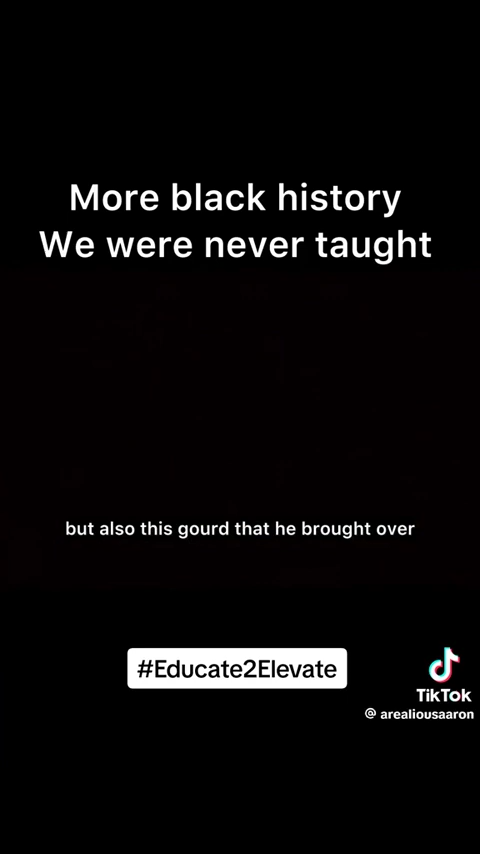 More black history
We were never taught
but also this gourd that he brought over
#Educate2Elevate
TikTok
@ arealiousaaron